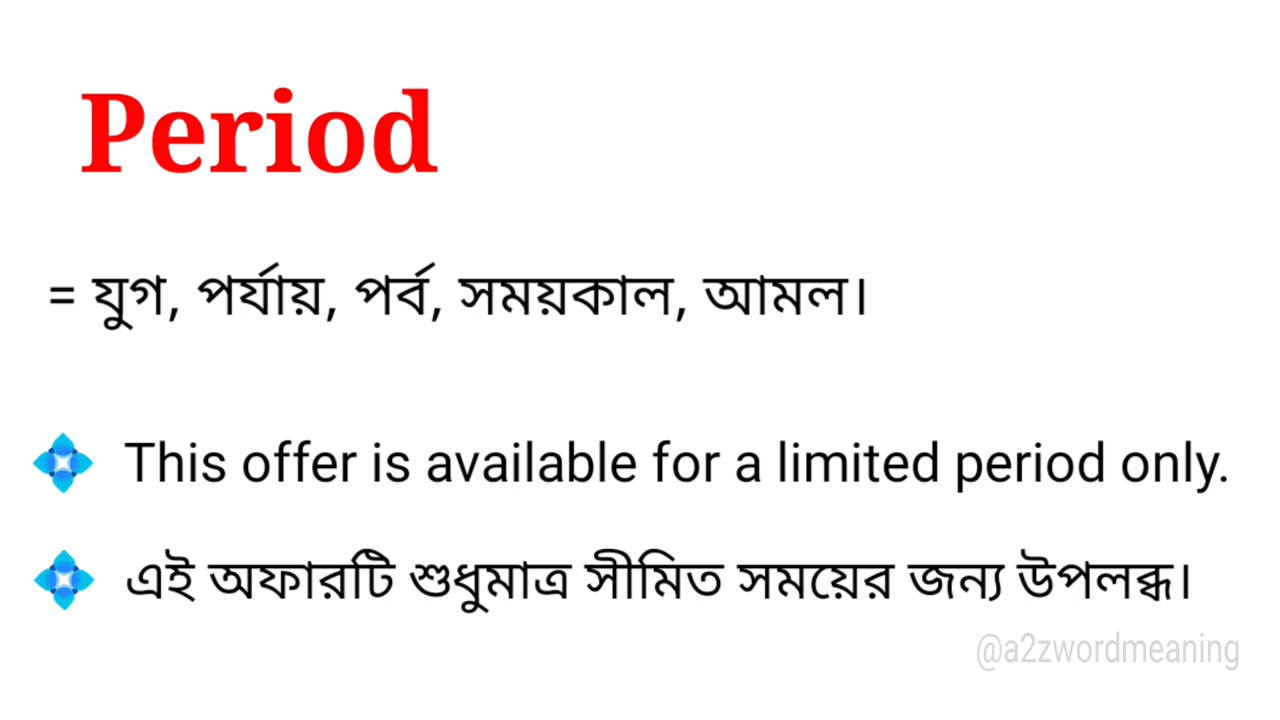 Period
= যুগ, পর্যায়, পর্ব, সময়কাল, আমল।
This offer is available for a limited period only.
এই অফারটি শুধুমাত্র সীমিত সময়ের জন্য উপলব্ধ।
@a2zwordmeaning